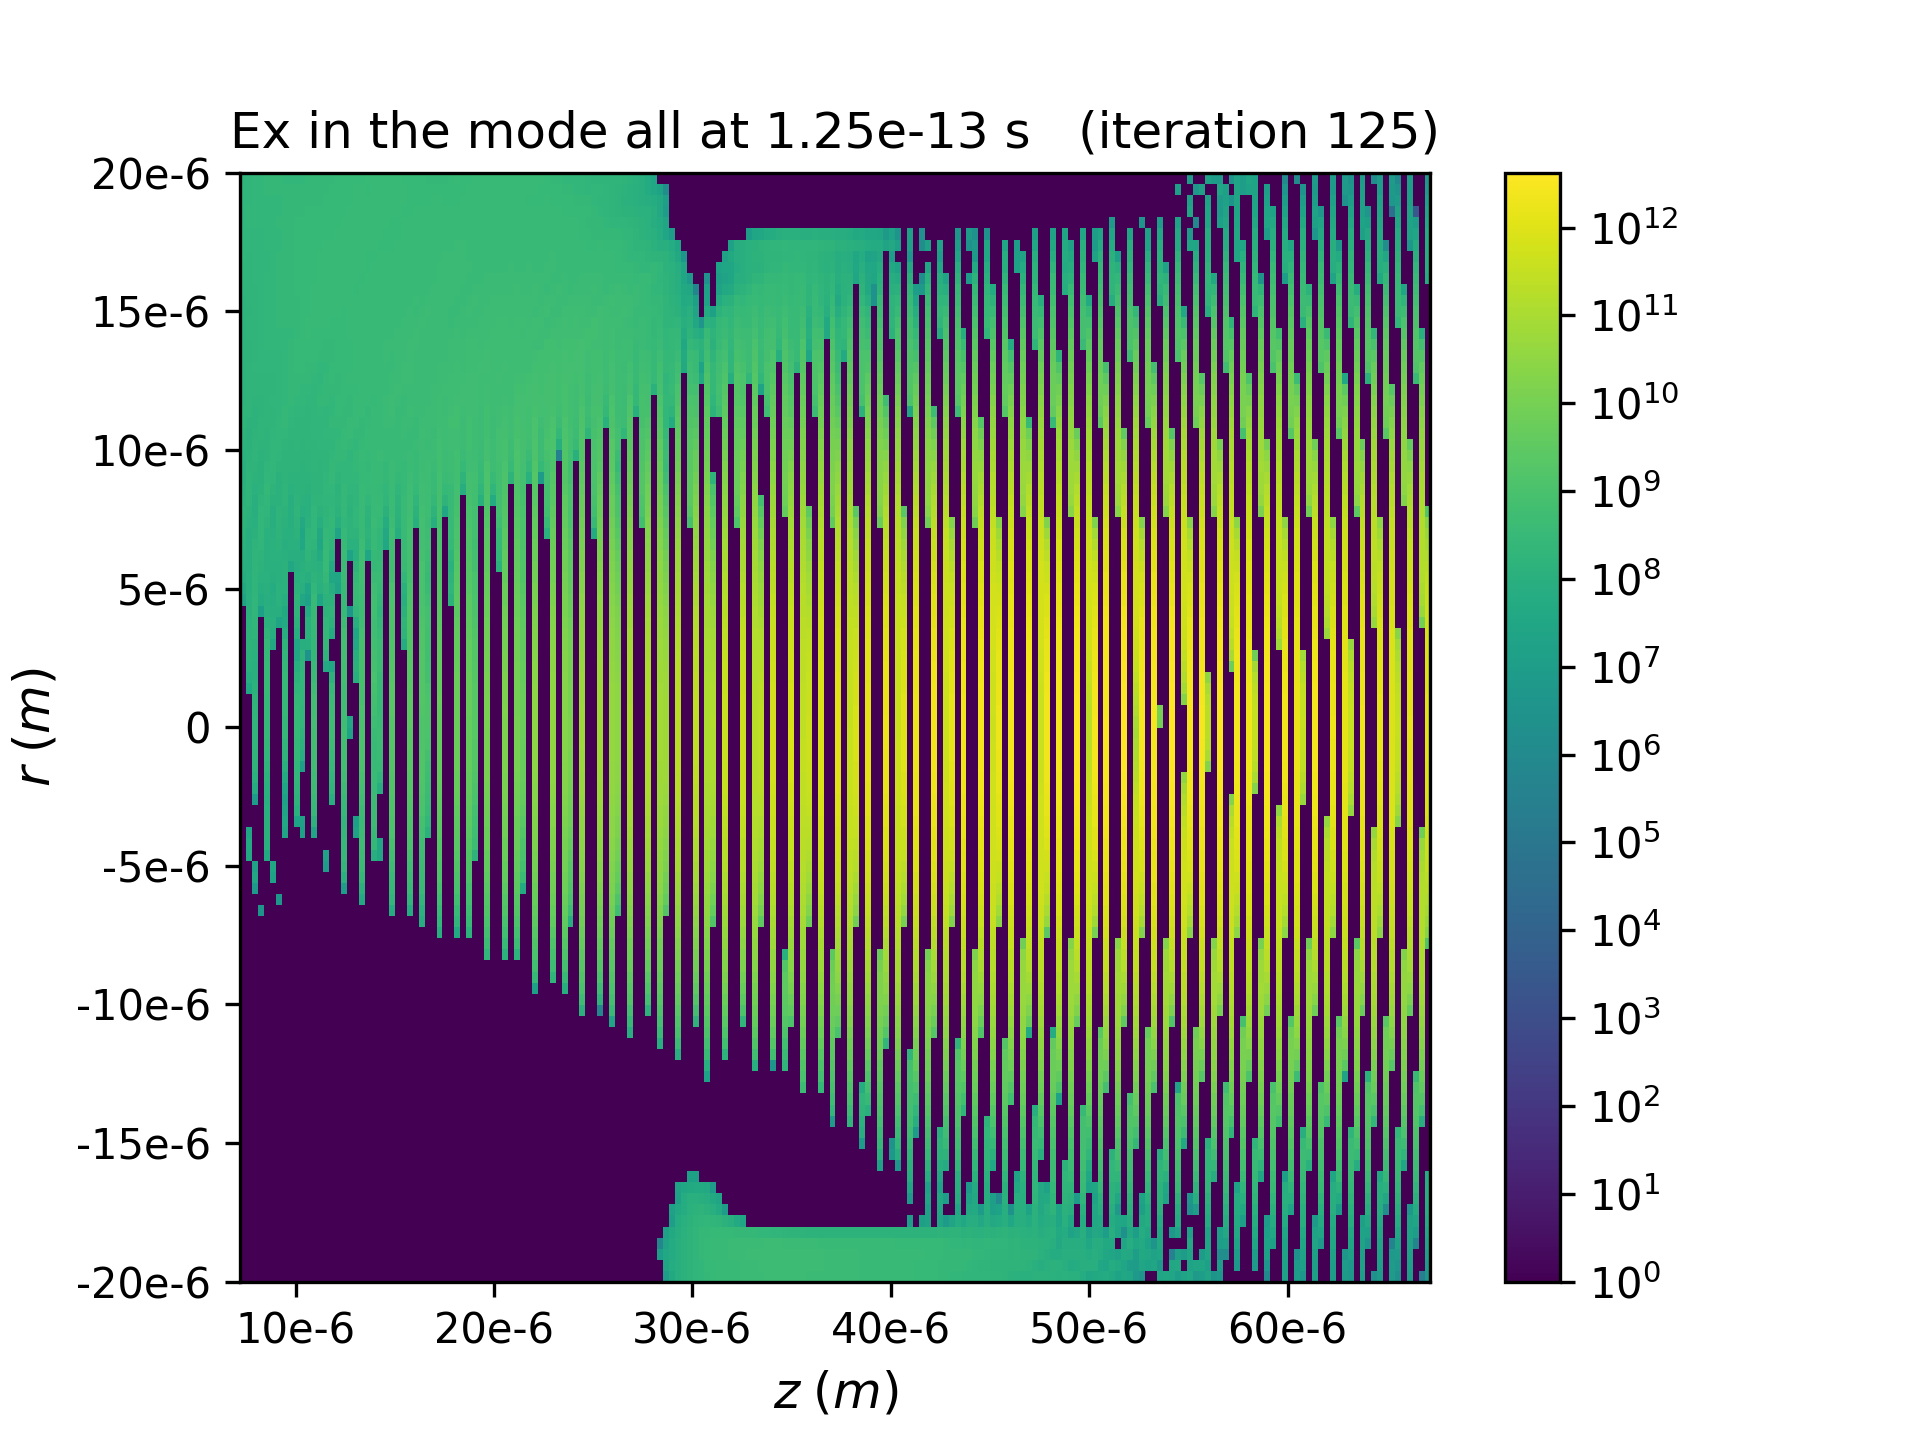 Ex in the mode all at 1.25e-13 s   (iteration 125)
20e-6
15e-6
10e-6
5e-6
0
-5e-6
-10e-6
-15e-6
-20e-6
r (m)
10e-6 20e-6 30e-6 40e-6 50e-6 60e-6
z (m)
10¹²
10¹¹
10¹⁰
10⁹
10⁸
10⁷
10⁶
10⁵
10⁴
10³
10²
10¹
10⁰